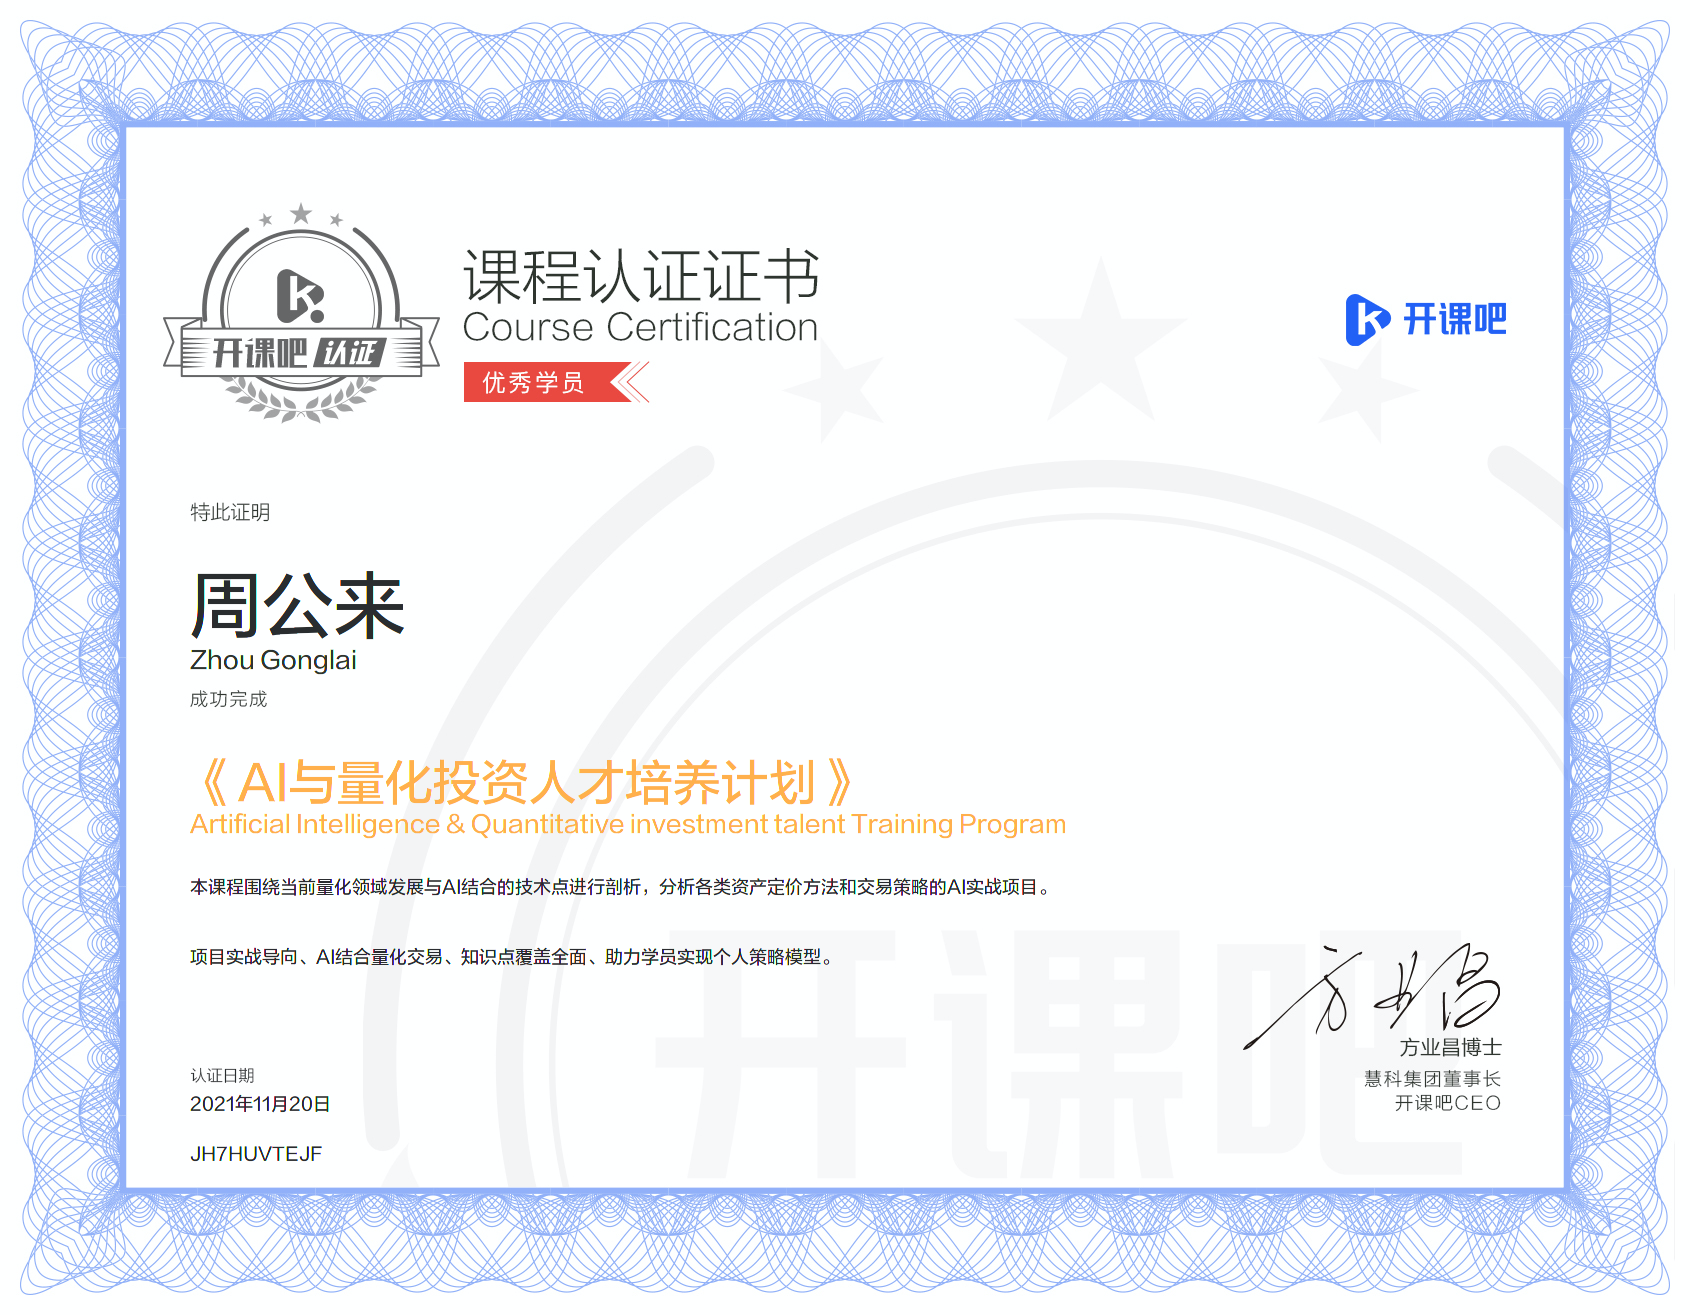 开课吧 认证
课程认证证书
Course Certification
优秀学员
开课吧
特此证明
周公来
Zhou Gonglai
成功完成
《AI与量化投资人才培养计划》
Artificial Intelligence & Quantitative investment talent Training Program
本课程围绕当前量化领域发展与AI结合的技术点进行剖析，分析各类资产定价方法和交易策略的AI实战项目。
项目实战导向、AI结合量化交易、知识点覆盖全面、助力学员实现个人策略模型。
方业昌
方业昌博士
慧科集团董事长
开课吧CEO
认证日期
2021年11月20日
JH7HUVTEJF
开课吧